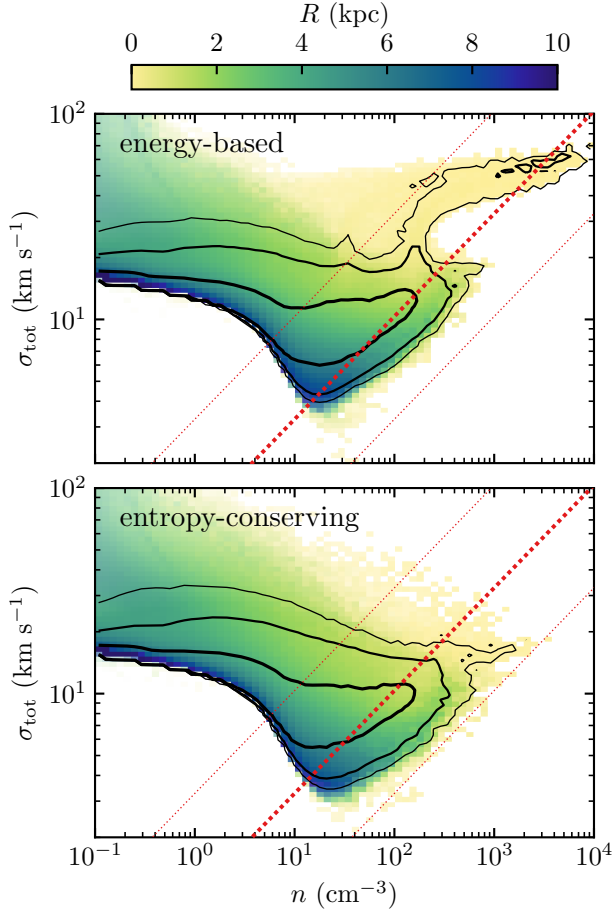 R (kpc)
0 2 4 6 8 10
10²
energy-based
σ_tot (km s⁻¹)
10¹
10²
entropy-conserving
σ_tot (km s⁻¹)
10¹
10⁻¹ 10⁰ 10¹ 10² 10³ 10⁴
n (cm⁻³)